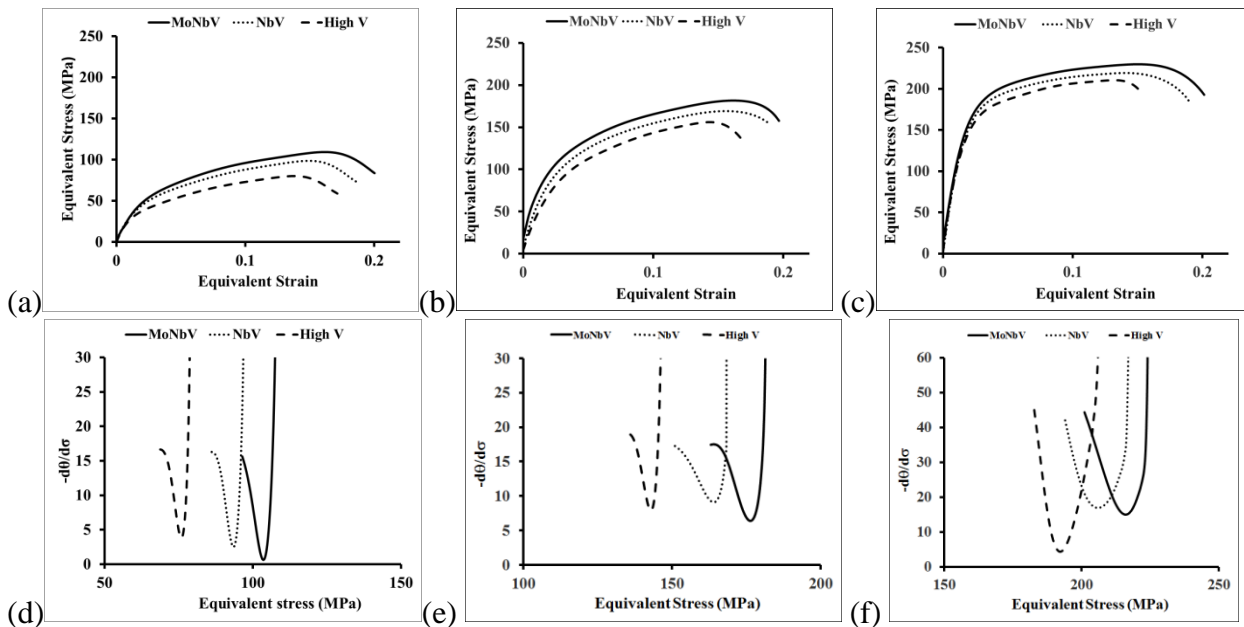 MoNbV NbV High V
250
200
150
100
50
0
0 0.1 0.2
Equivalent Stress (MPa)
Equivalent Strain
(a)
MoNbV NbV High V
250
200
150
100
50
0
0 0.1 0.2
Equivalent Stress (MPa)
Equivalent Strain
(b)
MoNbV NbV High V
250
200
150
100
50
0
0 0.1 0.2
Equivalent Stress (MPa)
Equivalent Strain
(c)
MoNbV NbV High V
30
25
20
15
10
5
0
50 100 150
-dθ/dσ
Equivalent stress (MPa)
(d)
MoNbV NbV High V
30
25
20
15
10
5
0
100 150 200
-dθ/dσ
Equivalent Stress (MPa)
(e)
MoNbV NbV High V
60
50
40
30
20
10
0
150 200 250
-dθ/dσ
Equivalent Stress (MPa)
(f)